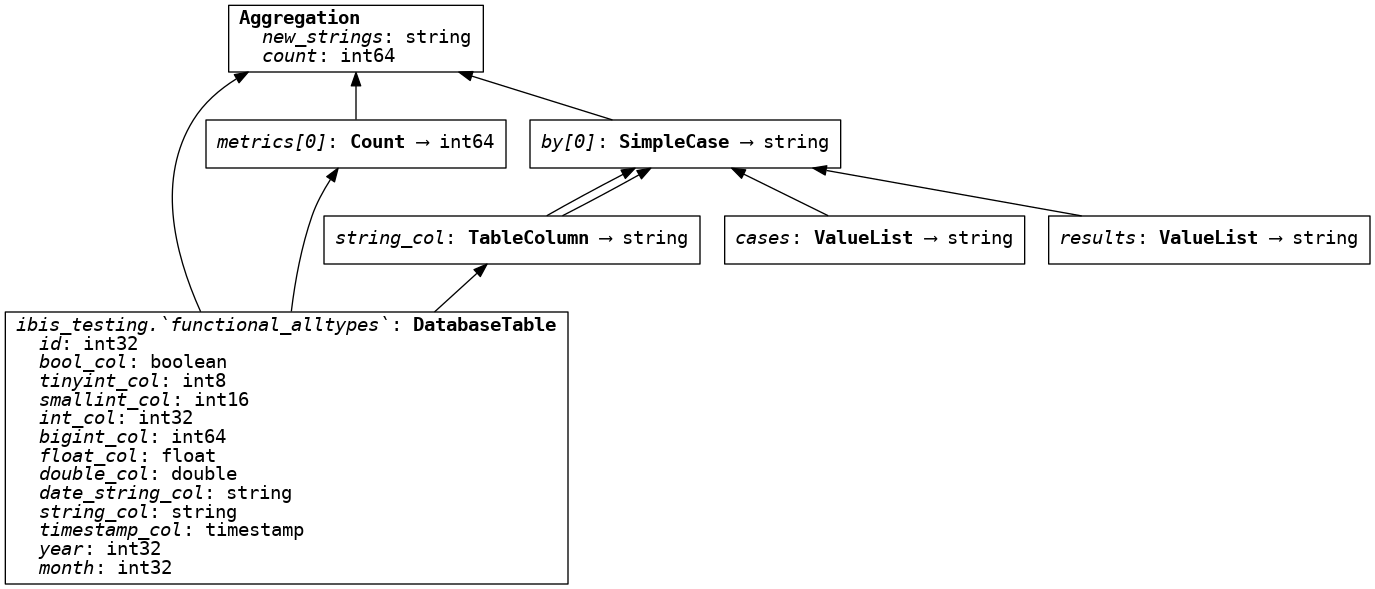 Aggregation
new_strings: string
count: int64
metrics[0]: Count → int64
by[0]: SimpleCase → string
string_col: TableColumn → string
cases: ValueList → string
results: ValueList → string
ibis_testing.`functional_alltypes`: DatabaseTable
id: int32
bool_col: boolean
tinyint_col: int8
smallint_col: int16
int_col: int32
bigint_col: int64
float_col: float
double_col: double
date_string_col: string
string_col: string
timestamp_col: timestamp
year: int32
month: int32